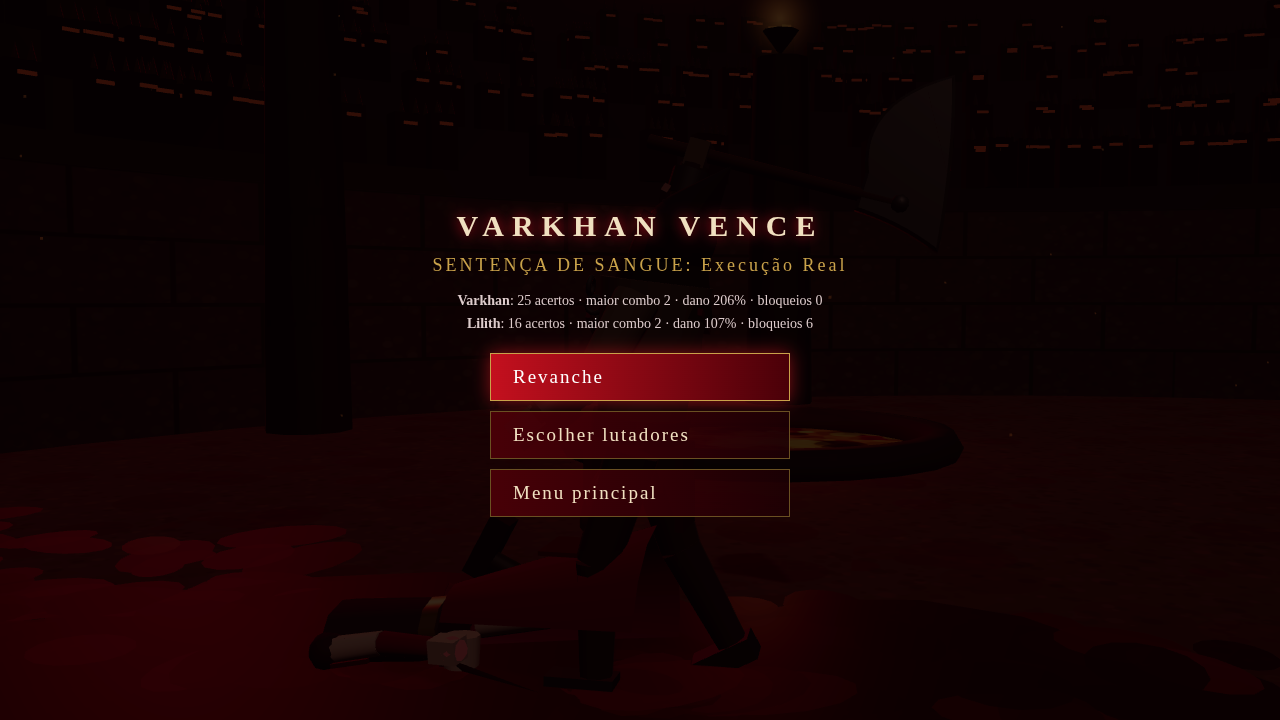 VARKHAN VENCE
SENTENÇA DE SANGUE: Execução Real
Varkhan: 25 acertos · maior combo 2 · dano 206% · bloqueios 0
Lilith: 16 acertos · maior combo 2 · dano 107% · bloqueios 6
Revanche
Escolher lutadores
Menu principal